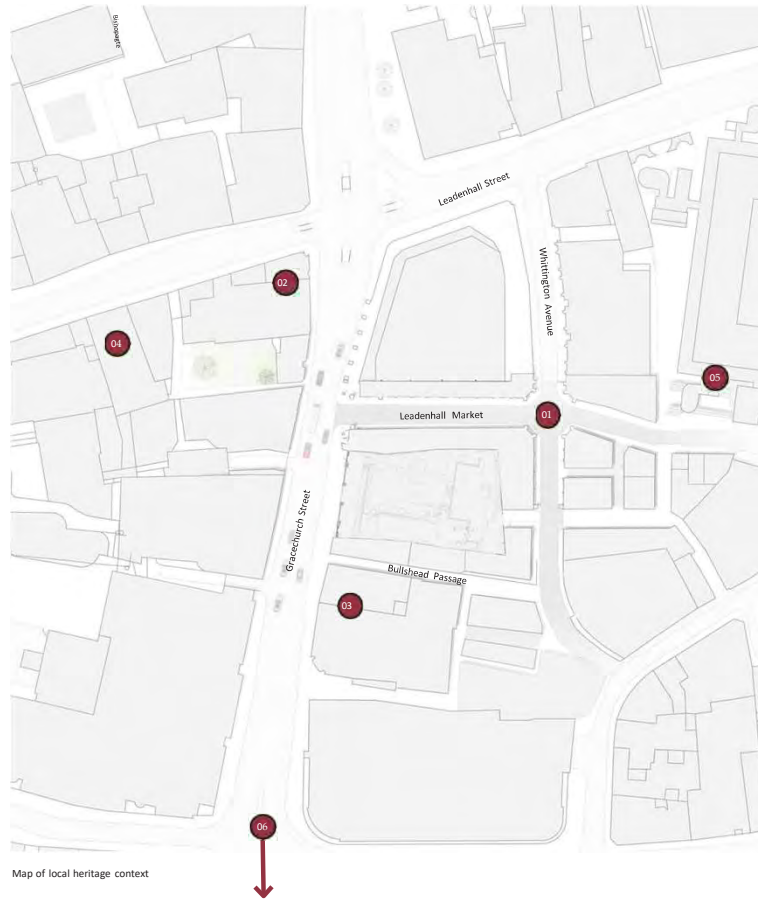 Bishopagte
Leadenhall Street
Whittington Avenue
02
04
05
Leadenhall Market
01
Gracechurch Street
Bullshead Passage
03
06
Map of local heritage context